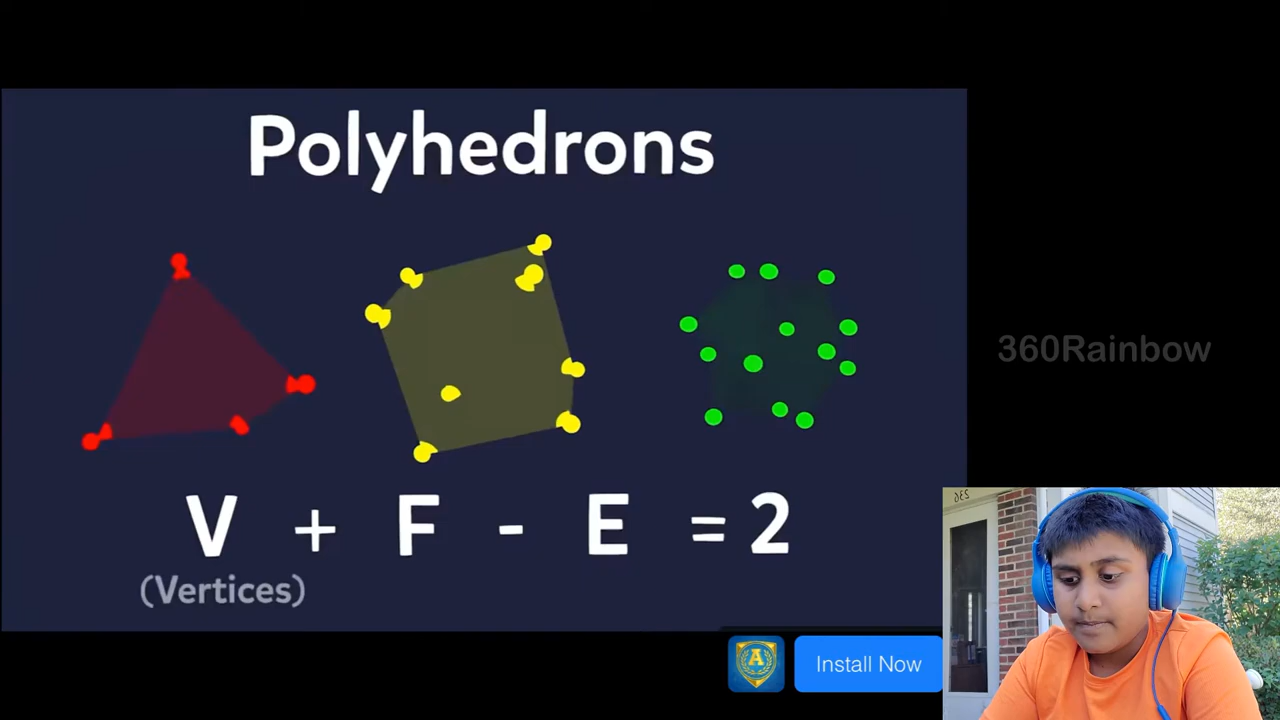 Polyhedrons
360Rainbow
V + F - E = 2
(Vertices)
A
Install Now